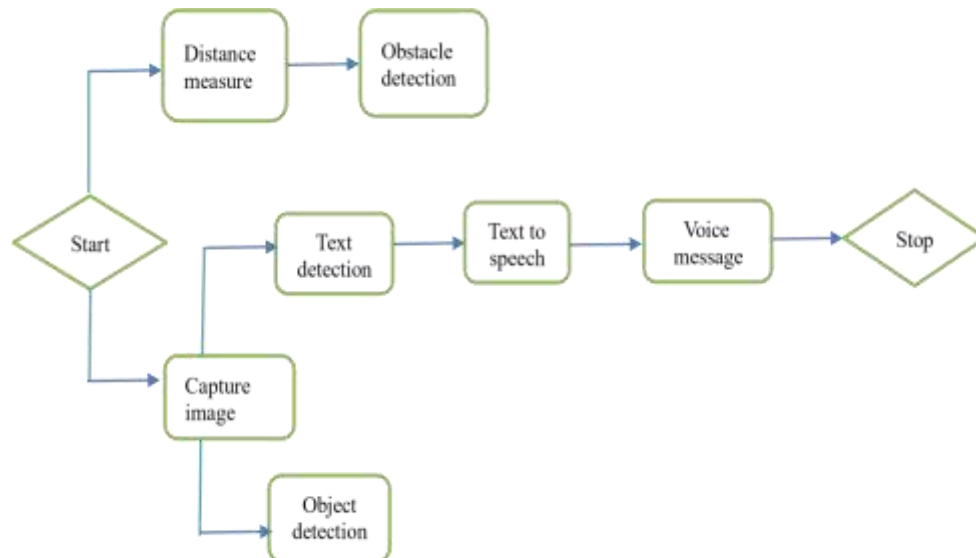 Distance
measure
Obstacle
detection
Start
Text
detection
Text to
speech
Voice
message
Stop
Capture
image
Object
detection